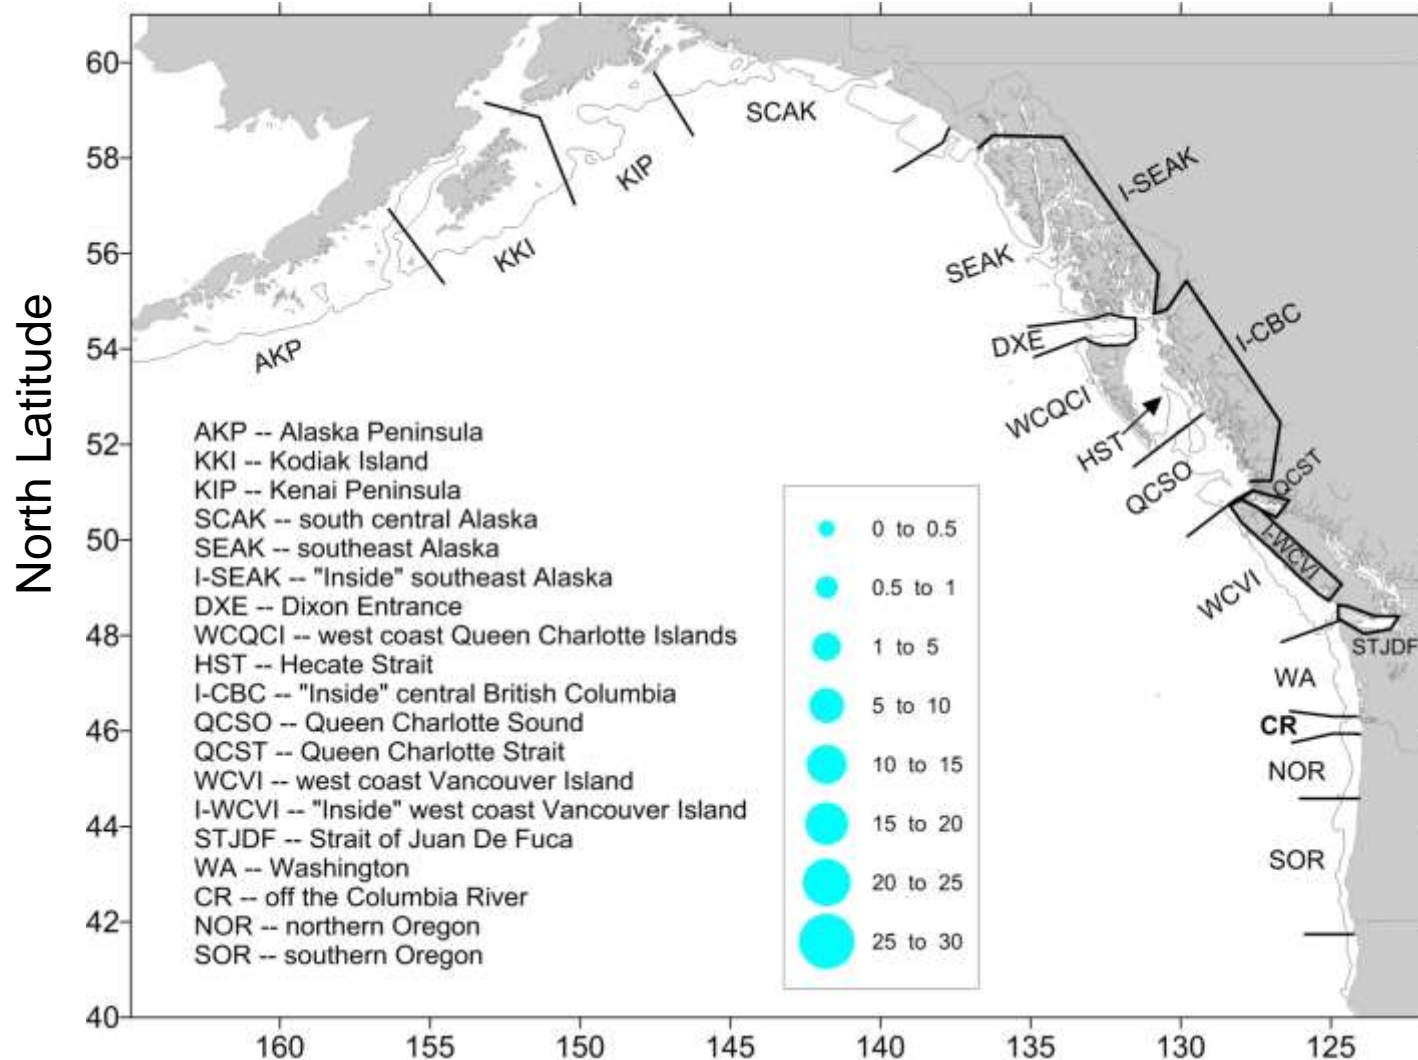 North Latitude
60
58
56
54
52
50
48
46
44
42
40
160
155
150
145
140
135
130
125
SCAK
KIP
KKI
AKP
I-SEAK
SEAK
DXE
I-CBC
WCQCI
HST
QCSO
QCST
I-WCVI
WCVI
STJDF
WA
CR
NOR
SOR
AKP -- Alaska Peninsula
KKI -- Kodiak Island
KIP -- Kenai Peninsula
SCAK -- south central Alaska
SEAK -- southeast Alaska
I-SEAK -- "Inside" southeast Alaska
DXE -- Dixon Entrance
WCQCI -- west coast Queen Charlotte Islands
HST -- Hecate Strait
I-CBC -- "Inside" central British Columbia
QCSO -- Queen Charlotte Sound
QCST -- Queen Charlotte Strait
WCVI -- west coast Vancouver Island
I-WCVI -- "Inside" west coast Vancouver Island
STJDF -- Strait of Juan De Fuca
WA -- Washington
CR -- off the Columbia River
NOR -- northern Oregon
SOR -- southern Oregon
0 to 0.5
0.5 to 1
1 to 5
5 to 10
10 to 15
15 to 20
20 to 25
25 to 30